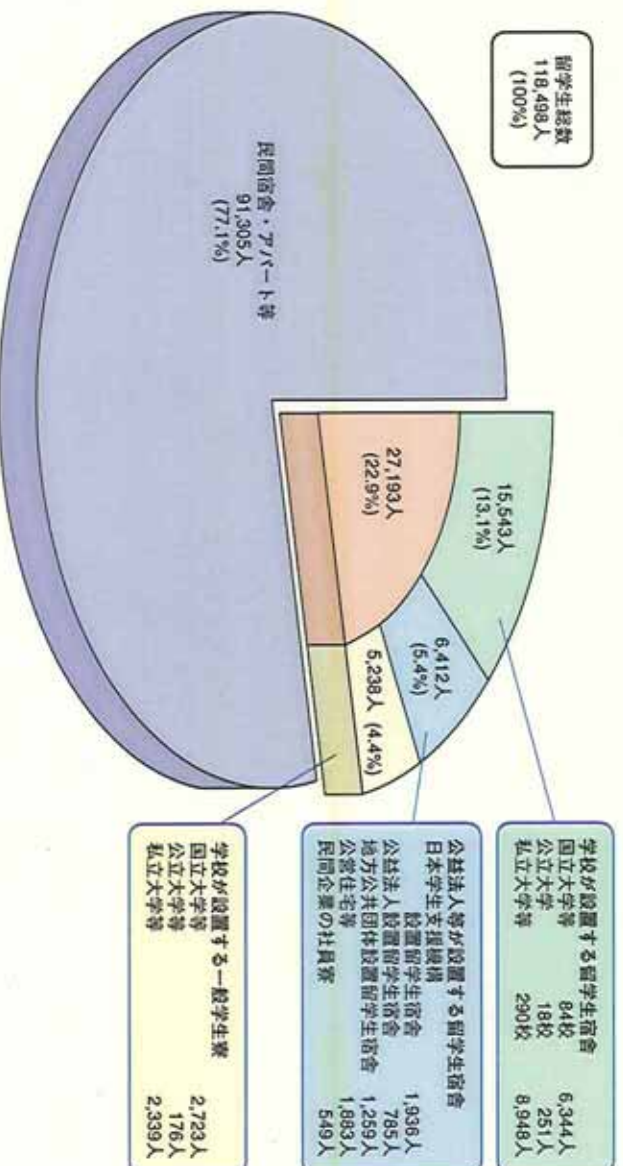 留学生総数
118,498人
(100%)
民間宿舎・アパート等
91,305人
(77.1%)
27,193人
(22.9%)
15,543人
(13.1%)
6,412人
(5.4%)
5,238人 (4.4%)
学校が設置する留学生宿舎
国立大学等 84校 6,344人
公立大学 18校 251人
私立大学等 290校 8,948人
公益法人等が設置する留学生宿舎
日本学生支援機構
設置留学生宿舎 1,936人
公益法人設置留学生宿舎 785人
地方公共団体設置留学生宿舎 1,259人
公営住宅等 1,883人
民間企業の社員寮 549人
学校が設置する一般学生寮
国立大学等 2,723人
公立大学等 176人
私立大学等 2,339人